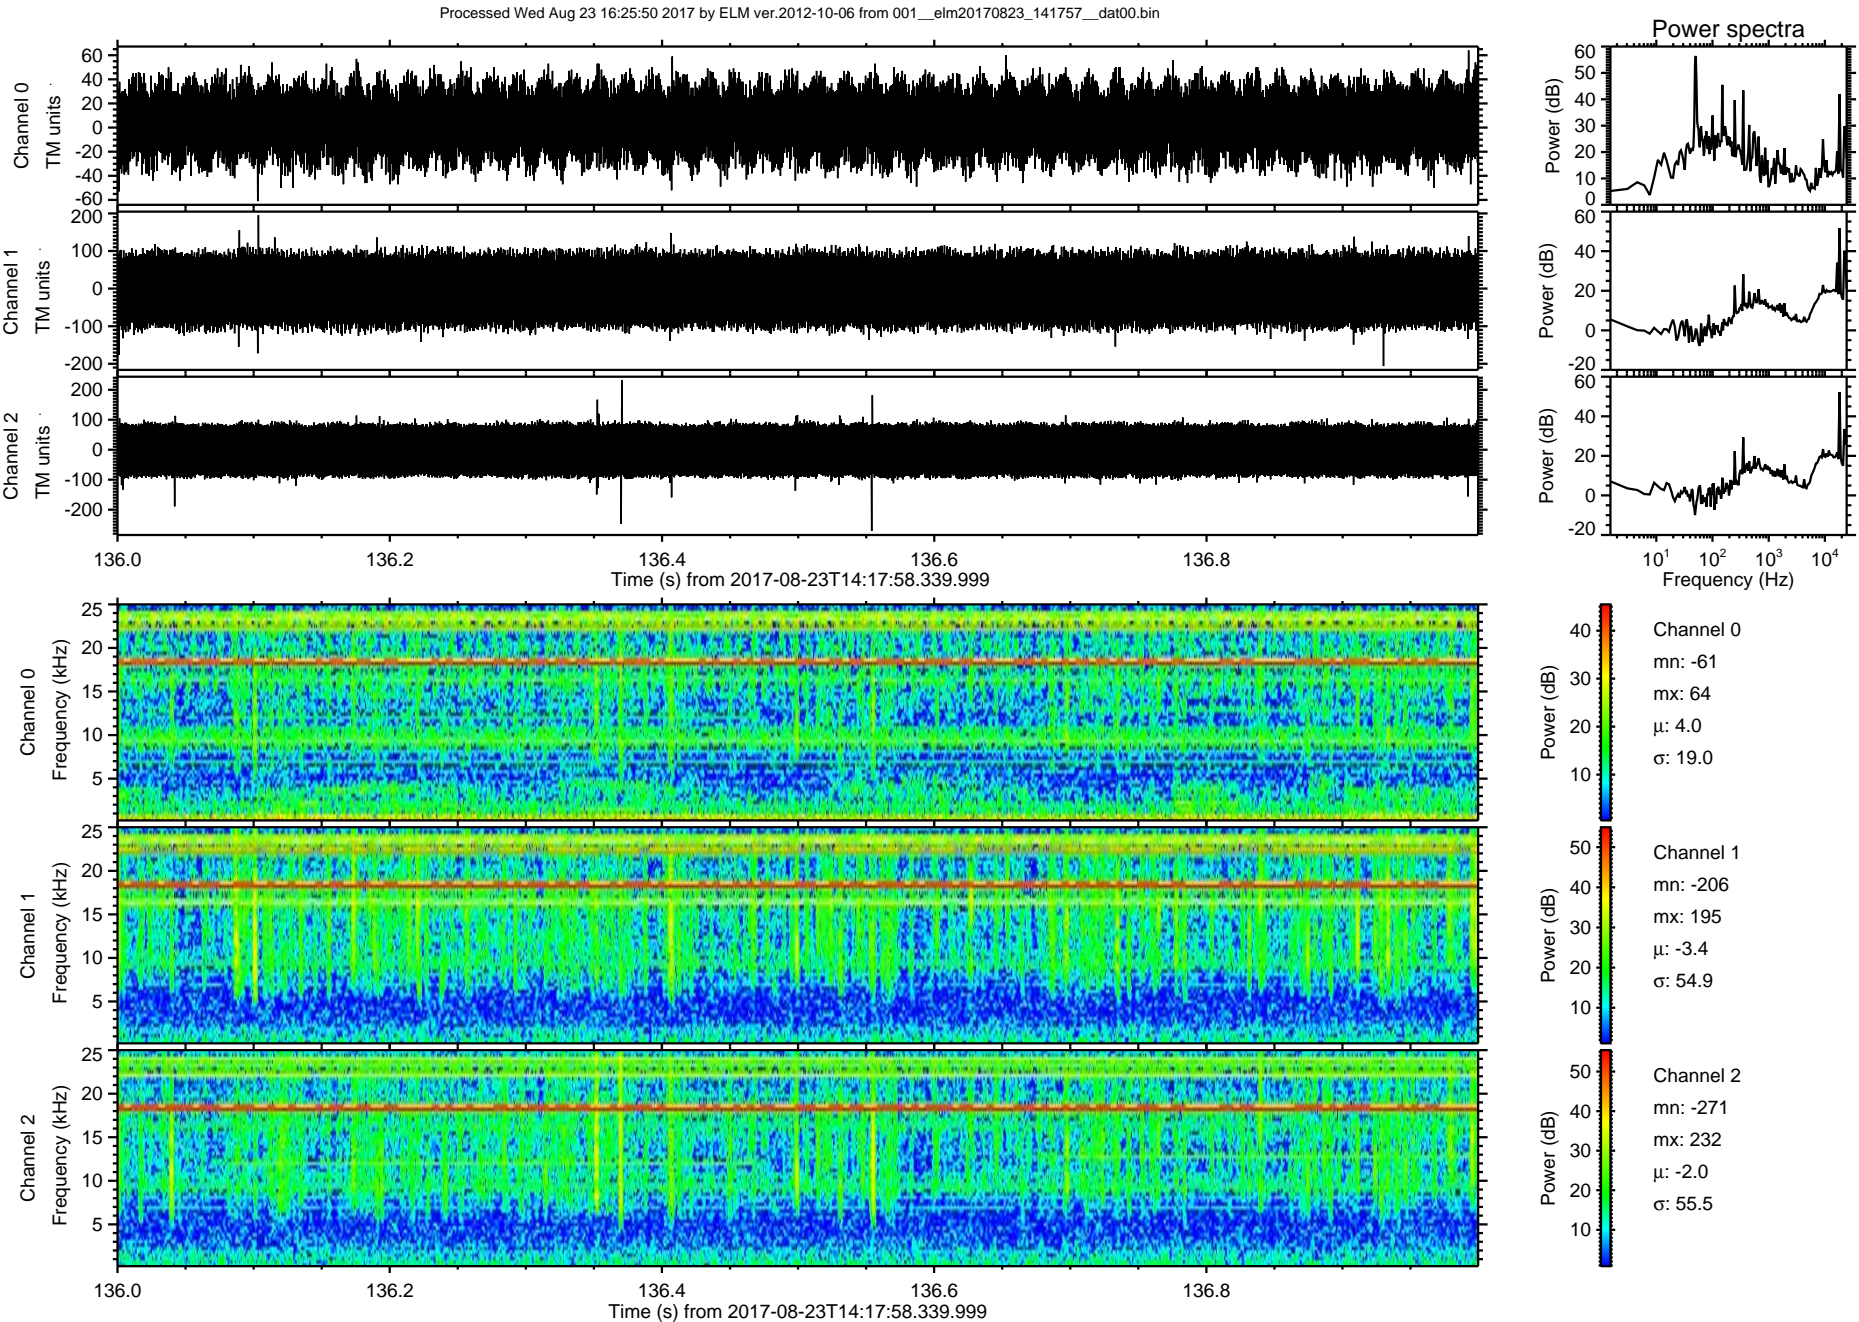 Processed Wed Aug 23 16:25:50 2017 by ELM ver.2012-10-06 from 001__elm20170823_141757__dat00.bin
Power spectra
Channel 0
TM units
60
40
20
0
-20
-40
-60
Power (dB)
60
50
40
30
20
10
0
Channel 1
TM units
200
100
0
-100
-200
Power (dB)
60
40
20
0
-20
Channel 2
TM units
200
100
0
-100
-200
Power (dB)
60
40
20
0
-20
136.0 136.2 136.4 136.6 136.8
Time (s) from 2017-08-23T14:17:58.339.999
10^1 10^2 10^3 10^4
Frequency (Hz)
Channel 0
Frequency (kHz)
25
20
15
10
5
Power (dB)
40
30
20
10
Channel 0
mn: -61
mx: 64
μ: 4.0
σ: 19.0
Channel 1
Frequency (kHz)
25
20
15
10
5
Power (dB)
50
40
30
20
10
Channel 1
mn: -206
mx: 195
μ: -3.4
σ: 54.9
Channel 2
Frequency (kHz)
25
20
15
10
5
Power (dB)
50
40
30
20
10
Channel 2
mn: -271
mx: 232
μ: -2.0
σ: 55.5
136.0 136.2 136.4 136.6 136.8
Time (s) from 2017-08-23T14:17:58.339.999